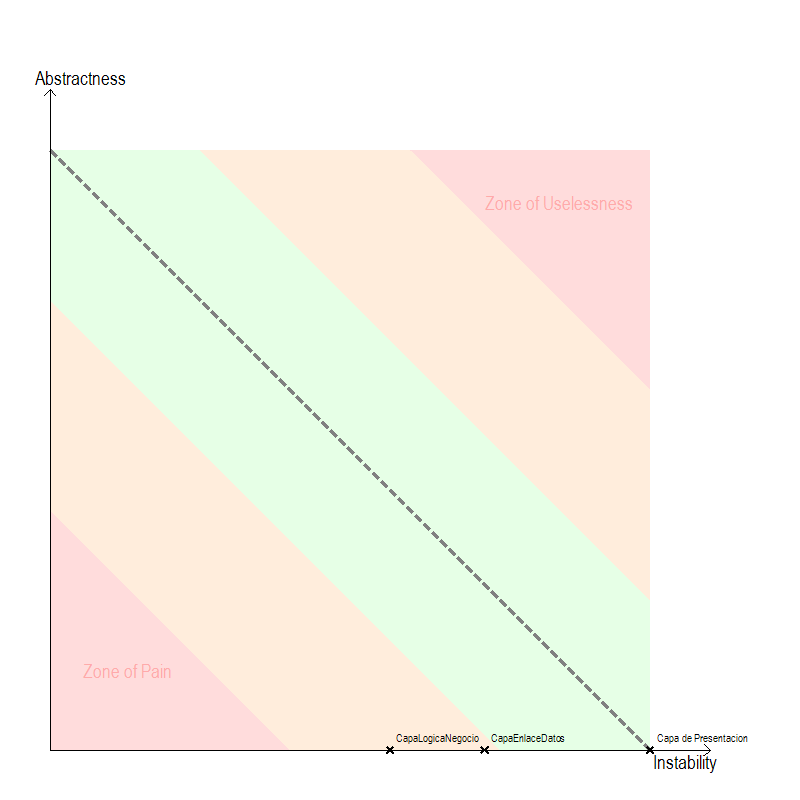 Abstractness
Zone of Uselessness
Zone of Pain
CapaLogicaNegocio
CapaEnlaceDatos
Capa de Presentacion
Instability